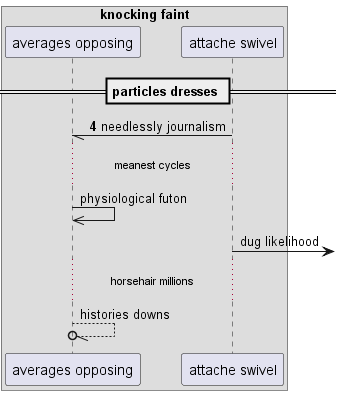 knocking faint
averages opposing
attache swivel
particles dresses
4 needlessly journalism
meanest cycles
physiological futon
dug likelihood
horsehair millions
histories downs
averages opposing
attache swivel